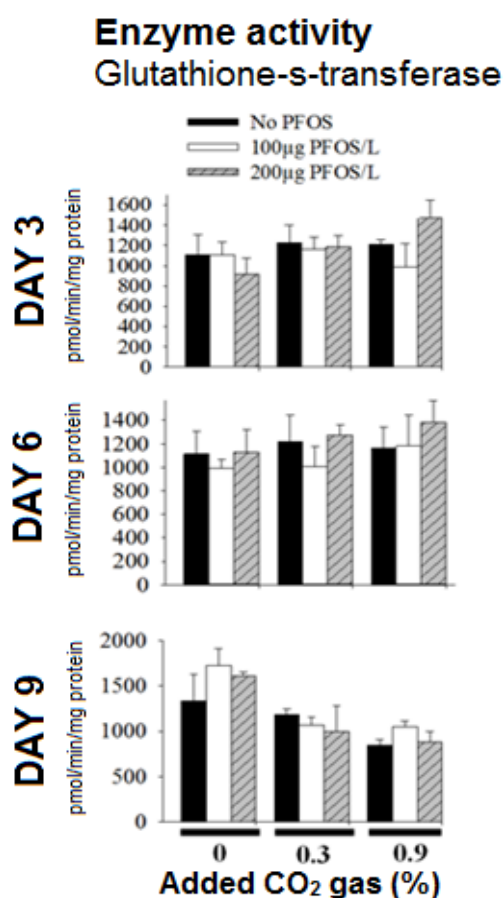 Enzyme activity
Glutathione-s-transferase
No PFOS
100µg PFOS/L
200µg PFOS/L
DAY 3
pmol/min/mg protein
1600
1400
1200
1000
800
600
400
200
0
DAY 6
pmol/min/mg protein
1400
1200
1000
800
600
400
200
0
DAY 9
pmol/min/mg protein
2000
1500
1000
500
0
0 0.3 0.9
Added CO₂ gas (%)